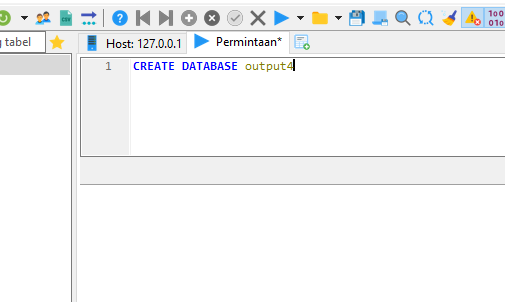 g tabel
Host: 127.0.0.1
Permintaan*
1 CREATE DATABASE output4